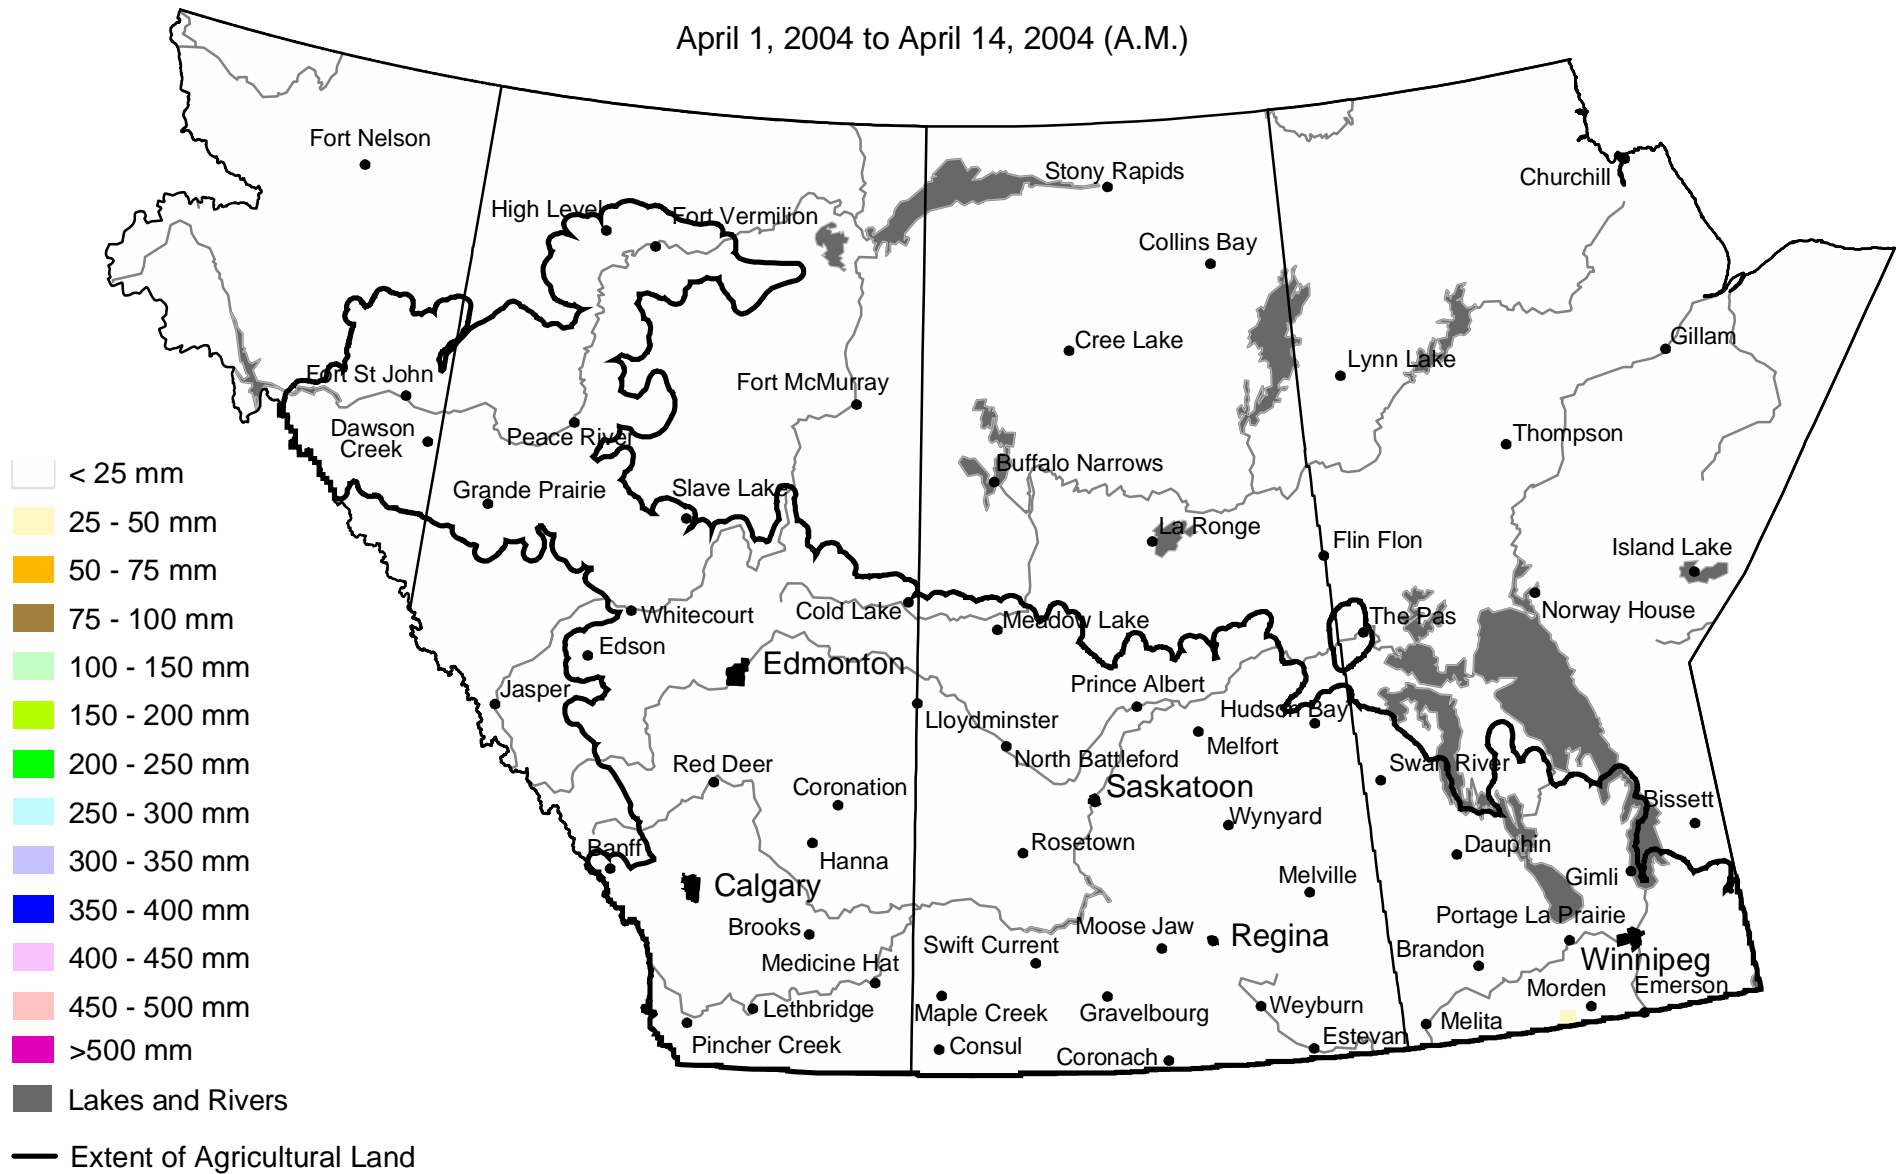 April 1, 2004 to April 14, 2004 (A.M.)
Fort Nelson
Stony Rapids
Churchill
High Level
Fort Vermilion
Collins Bay
Gillam
Cree Lake
Lynn Lake
Fort St John
Fort McMurray
Dawson
Creek
Peace River
Thompson
Buffalo Narrows
Grande Prairie
Slave Lake
La Ronge
Flin Flon
Island Lake
Whitecourt
Cold Lake
Meadow Lake
The Pas
Norway House
Edson
Edmonton
Jasper
Prince Albert
Hudson Bay
Lloydminster
Melfort
North Battleford
Red Deer
Swan River
Coronation
Saskatoon
Bissett
Wynyard
Rosetown
Dauphin
Banff
Hanna
Calgary
Melville
Gimli
Portage La Prairie
Brooks
Swift Current
Moose Jaw
Regina
Brandon
Winnipeg
Medicine Hat
Morden
Emerson
Lethbridge
Maple Creek
Gravelbourg
Weyburn
Melita
Pincher Creek
Consul
Coronach
Estevan
< 25 mm
25 - 50 mm
50 - 75 mm
75 - 100 mm
100 - 150 mm
150 - 200 mm
200 - 250 mm
250 - 300 mm
300 - 350 mm
350 - 400 mm
400 - 450 mm
450 - 500 mm
>500 mm
Lakes and Rivers
Extent of Agricultural Land